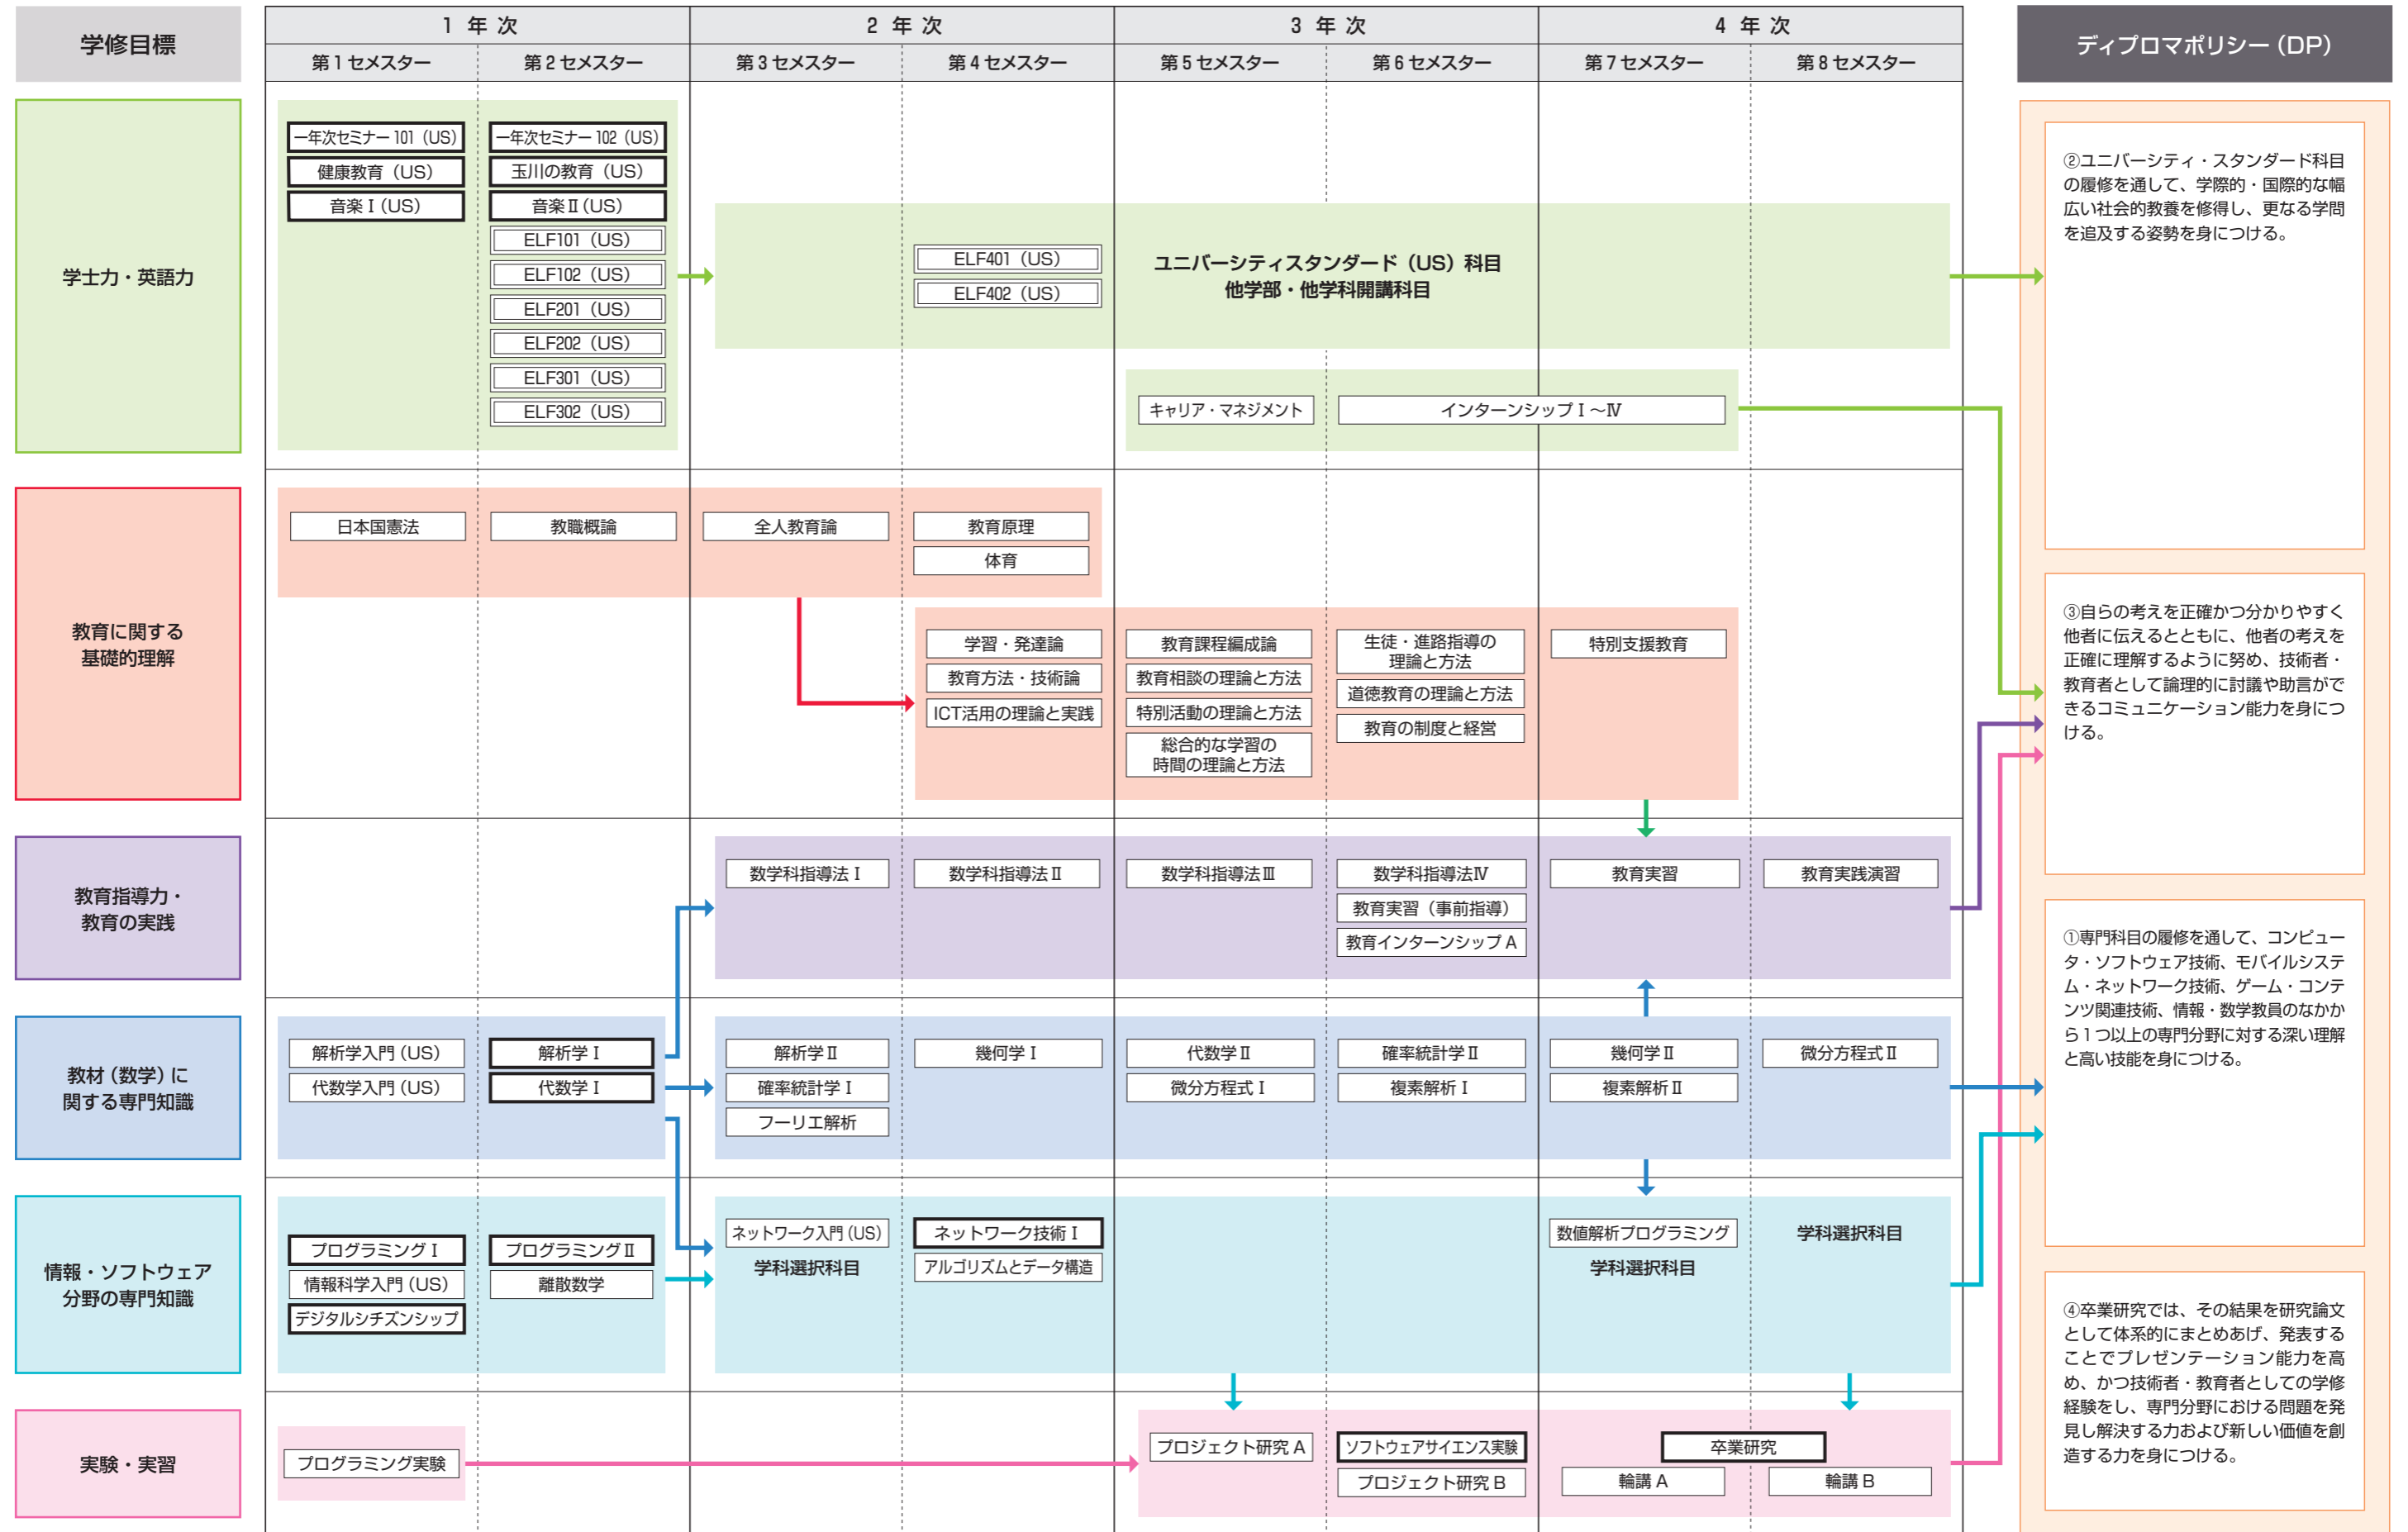 学修目標
1 年 次
2 年 次
3 年 次
4 年 次
ディプロマポリシー（DP）
第1セメスター
第2セメスター
第3セメスター
第4セメスター
第5セメスター
第6セメスター
第7セメスター
第8セメスター
学士力・英語力
一年次セミナー101（US）
健康教育（US）
音楽Ⅰ（US）
一年次セミナー102（US）
玉川の教育（US）
音楽Ⅱ（US）
ELF101（US）
ELF102（US）
ELF201（US）
ELF202（US）
ELF301（US）
ELF302（US）
ELF401（US）
ELF402（US）
ユニバーシティスタンダード（US）科目
他学部・他学科開講科目
キャリア・マネジメント
インターンシップⅠ～Ⅳ
教育に関する
基礎的理解
日本国憲法
教職概論
全人教育論
教育原理
体育
学習・発達論
教育方法・技術論
ICT活用の理論と実践
教育課程編成論
教育相談の理論と方法
特別活動の理論と方法
総合的な学習の
時間の理論と方法
生徒・進路指導の
理論と方法
道徳教育の理論と方法
教育の制度と経営
特別支援教育
教育指導力・
教育の実践
数学科指導法Ⅰ
数学科指導法Ⅱ
数学科指導法Ⅲ
数学科指導法Ⅳ
教育実習（事前指導）
教育インターンシップA
教育実習
教育実践演習
教材（数学）に
関する専門知識
解析学入門（US）
代数学入門（US）
解析学Ⅰ
代数学Ⅰ
解析学Ⅱ
確率統計学Ⅰ
フーリエ解析
幾何学Ⅰ
代数学Ⅱ
微分方程式Ⅰ
確率統計学Ⅱ
複素解析Ⅰ
幾何学Ⅱ
複素解析Ⅱ
微分方程式Ⅱ
情報・ソフトウェア
分野の専門知識
プログラミングⅠ
情報科学入門（US）
デジタルシチズンシップ
プログラミングⅡ
離散数学
ネットワーク入門（US）
学科選択科目
ネットワーク技術Ⅰ
アルゴリズムとデータ構造
数値解析プログラミング
学科選択科目
学科選択科目
実験・実習
プログラミング実験
プロジェクト研究A
ソフトウェアサイエンス実験
プロジェクト研究B
卒業研究
輪講A
輪講B
②ユニバーシティ・スタンダード科目
の履修を通して、学際的・国際的な幅
広い社会的教養を修得し、更なる学問
を追及する姿勢を身につける。
③自らの考えを正確かつ分かりやすく
他者に伝えるとともに、他者の考えを
正確に理解するように努め、技術者・
教育者として論理的に討議や助言がで
きるコミュニケーション能力を身につ
ける。
①専門科目の履修を通して、コンピュー
タ・ソフトウェア技術、モバイルシステ
ム・ネットワーク技術、ゲーム・コンテ
ンツ関連技術、情報・数学教員のなかか
ら１つ以上の専門分野に対する深い理解
と高い技能を身につける。
④卒業研究では、その結果を研究論文
として体系的にまとめあげ、発表する
ことでプレゼンテーション能力を高
め、かつ技術者・教育者としての学修
経験をし、専門分野における問題を発
見し解決する力および新しい価値を創
造する力を身につける。